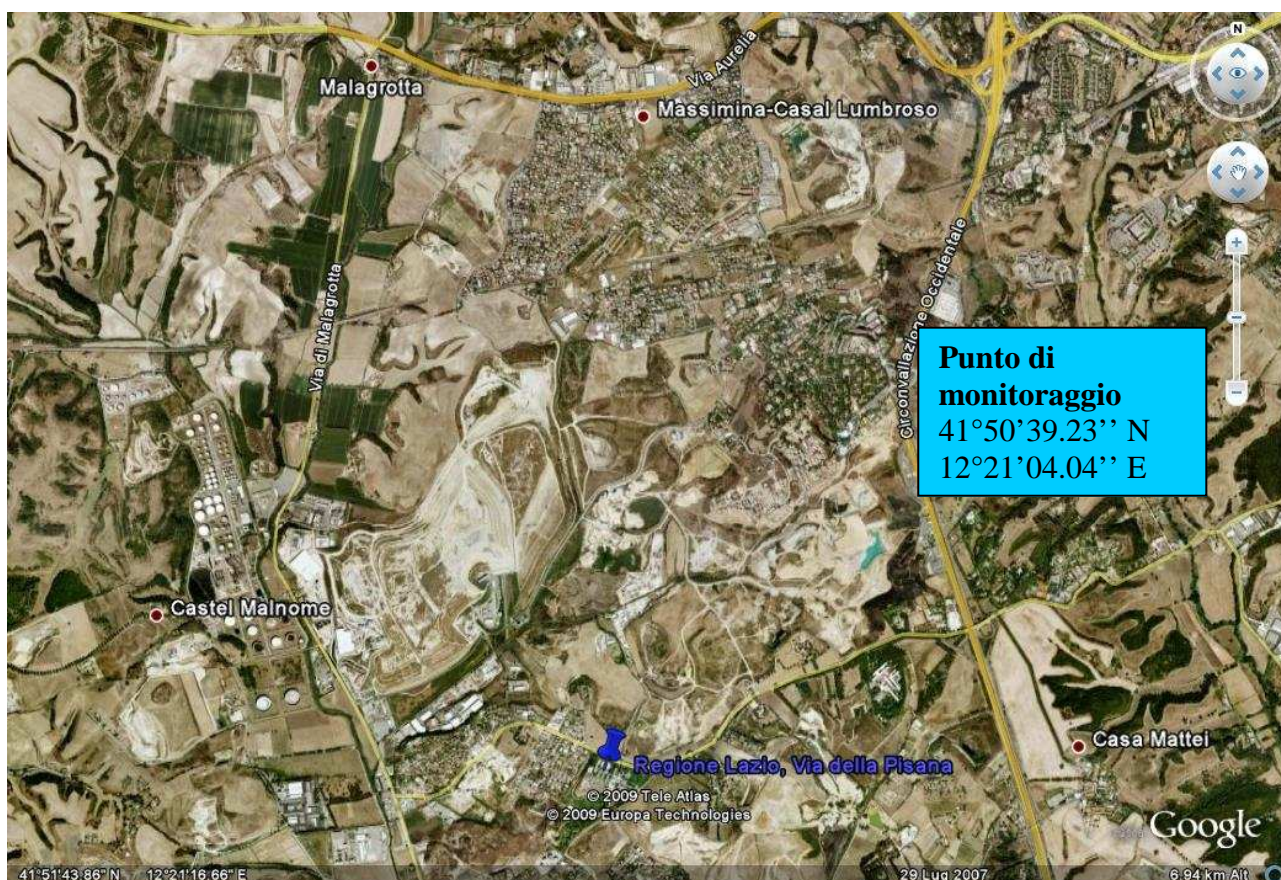 N
Malagrotta
Via Aurelia
Massimina-Casal Lumbroso
Via di Malagrotta
Circonvallazione Occidentale
Punto di
monitoraggio
41°50’39.23’’ N
12°21’04.04’’ E
Castel Malnome
Casa Mattei
Regione Lazio, Via della Pisana
© 2009 Tele Atlas
© 2009 Europa Technologies
Google
41°51'43.86" N 12°21'16.66" E 29 Lug 2007 6.94 km Alt